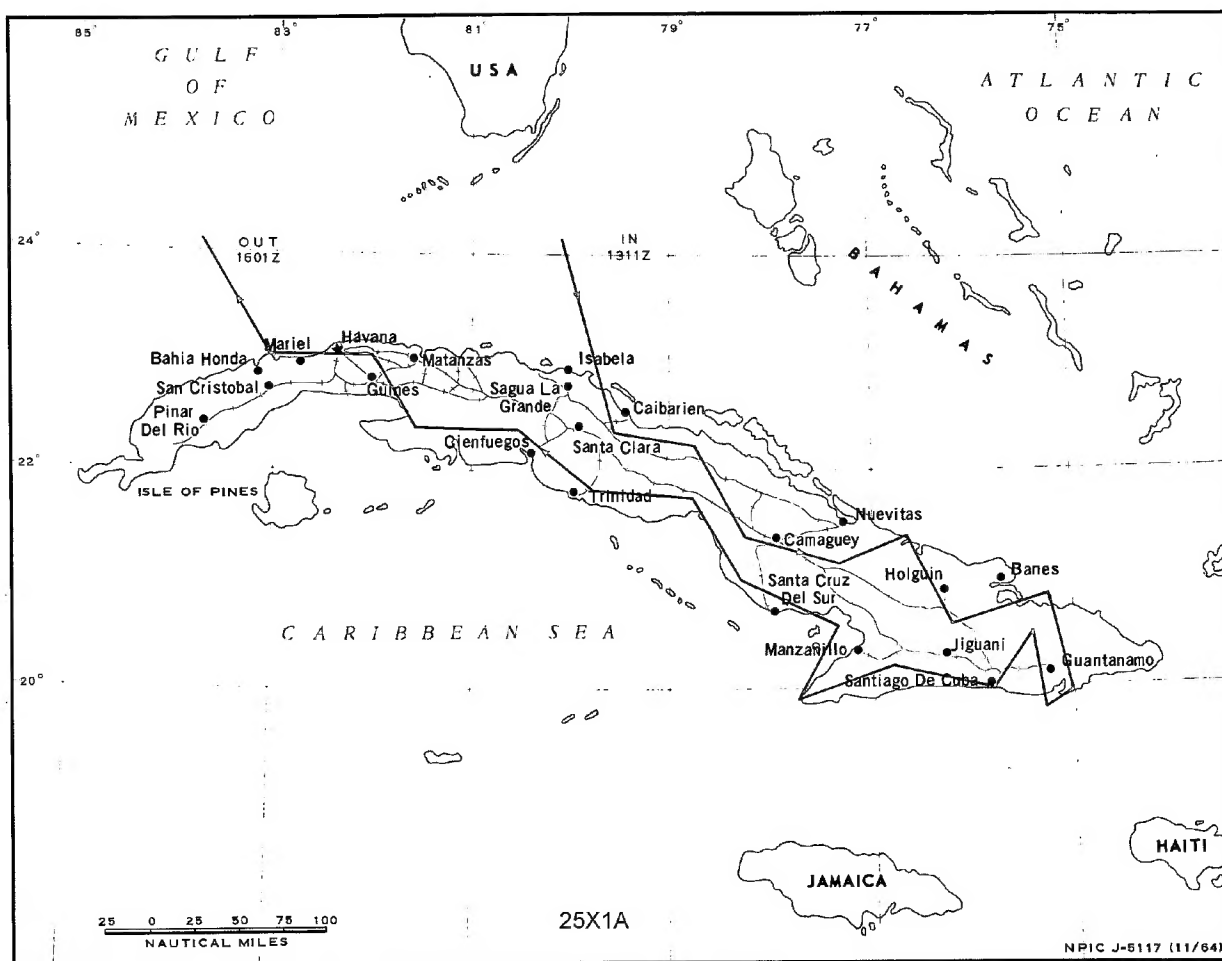 85°
83°
81°
79°
77°
75°
GULF
OF
MEXICO
USA
ATLANTIC
OCEAN
24°
OUT
1601Z
IN
1311Z
BAHAMAS
Mariel
Havana
Bahia Honda
Matanzas
Isabela
San Cristobal
Guines
Sagua La
Grande
Caibarien
Pinar
Del Rio
Cienfuegos
Santa Clara
22°
ISLE OF PINES
Trinidad
Nuevitas
Camaguey
Holguin
Banes
Santa Cruz
Del Sur
CARIBBEAN SEA
Manzanillo
Jiguani
Guantanamo
20°
Santiago De Cuba
HAITI
JAMAICA
25 0 25 50 75 100
NAUTICAL MILES
25X1A
NPIC J-5117 (11/64)